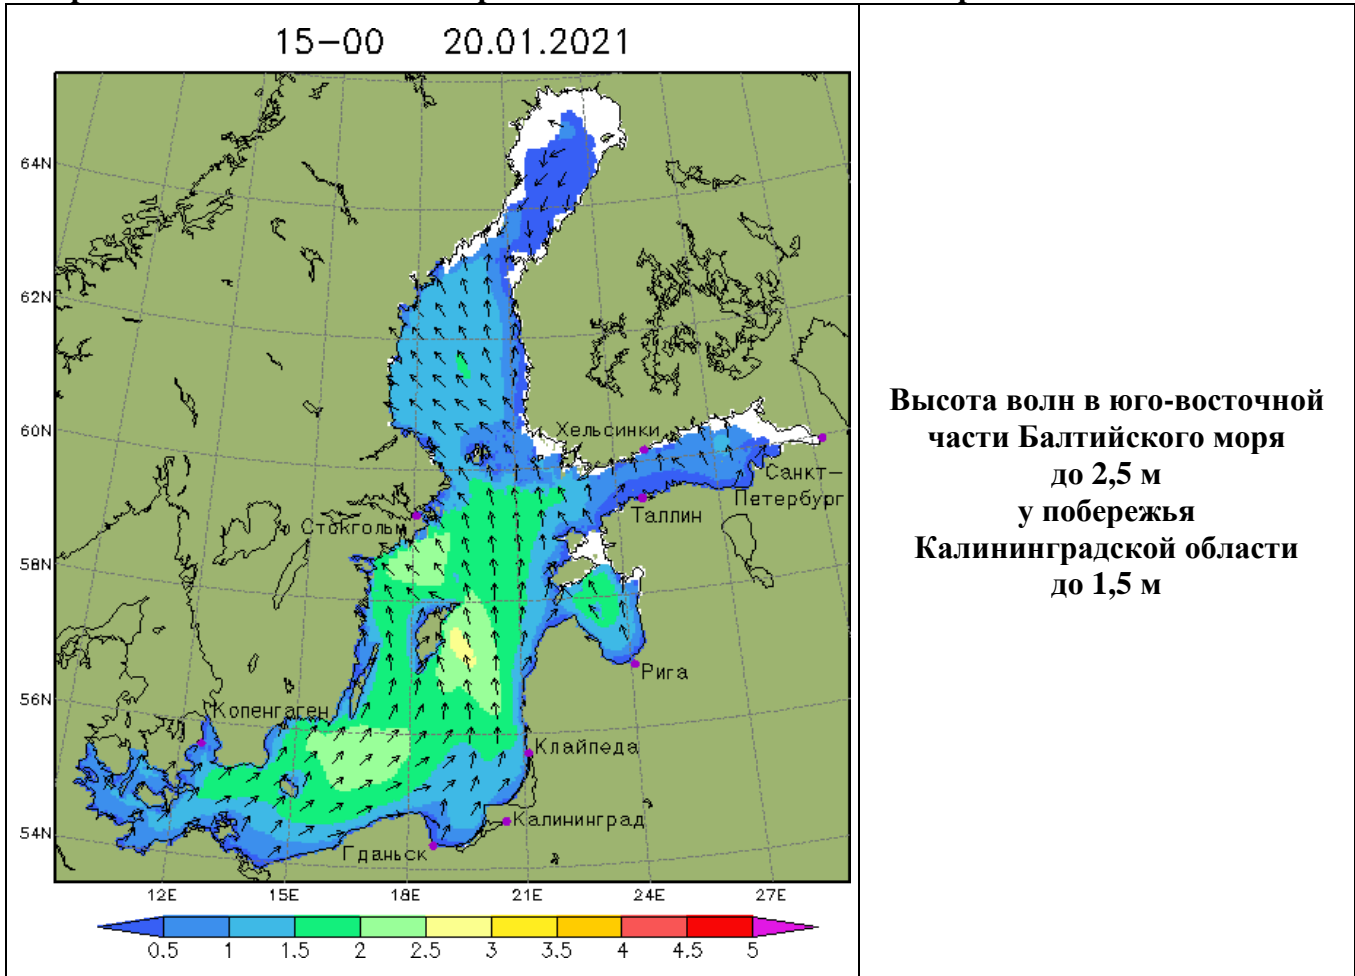 15-00 20.01.2021
64N
62N
60N
58N
56N
54N
Хельсинки
Санкт-
Петербург
Таллин
Стокгольм
Рига
Копенгаген
Клайпеда
Калининград
Гданьск
12E 15E 18E 21E 24E 27E
0.5 1 1.5 2 2.5 3 3.5 4 4.5 5
Высота волн в юго-восточной
части Балтийского моря
до 2,5 м
у побережья
Калининградской области
до 1,5 м